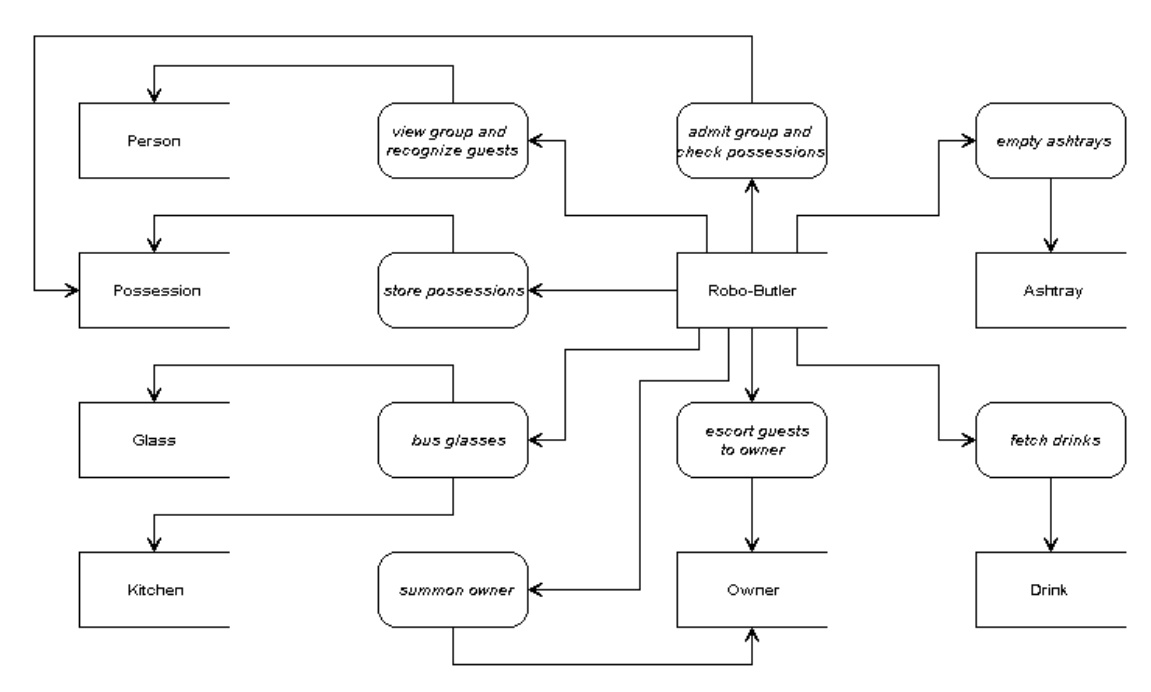 Person
view group and
recognize guests
admit group and
check possessions
empty ashtrays
Possession
store possessions
Robo-Butler
Ashtray
Glass
bus glasses
escort guests
to owner
fetch drinks
Kitchen
summon owner
Owner
Drink